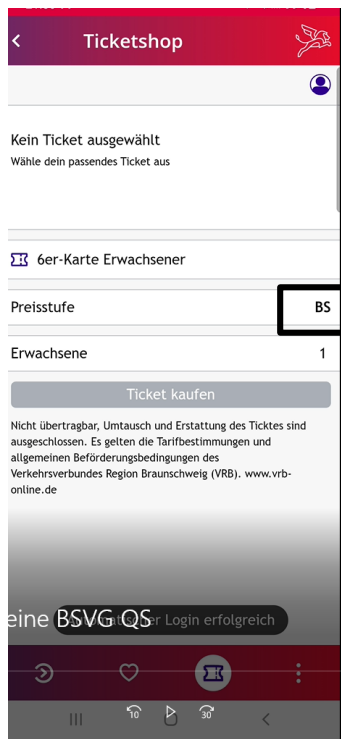 Ticketshop
Kein Ticket ausgewählt
Wähle dein passendes Ticket aus
6er-Karte Erwachsener
Preisstufe BS
Erwachsene 1
Ticket kaufen
Nicht übertragbar, Umtausch und Erstattung des Ticktes sind
ausgeschlossen. Es gelten die Tarifbestimmungen und
allgemeinen Beförderungsbedingungen des
Verkehrsverbundes Region Braunschweig (VRB). www.vrb-
online.de
eine BSVG QS
Automatischer Login erfolgreich
10 30